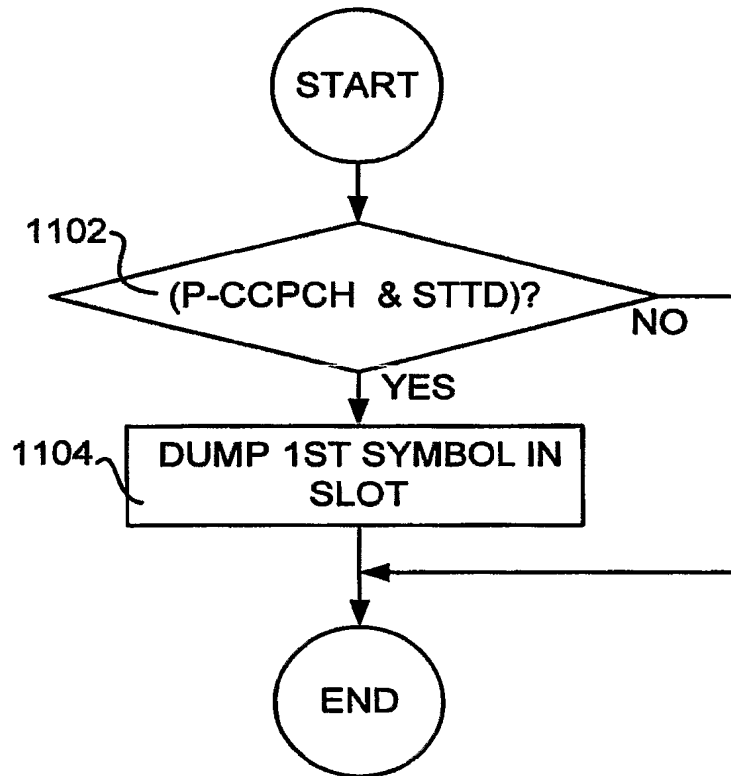 START
1102
(P-CCPCH & STTD)?
NO
YES
1104
DUMP 1ST SYMBOL IN
SLOT
END